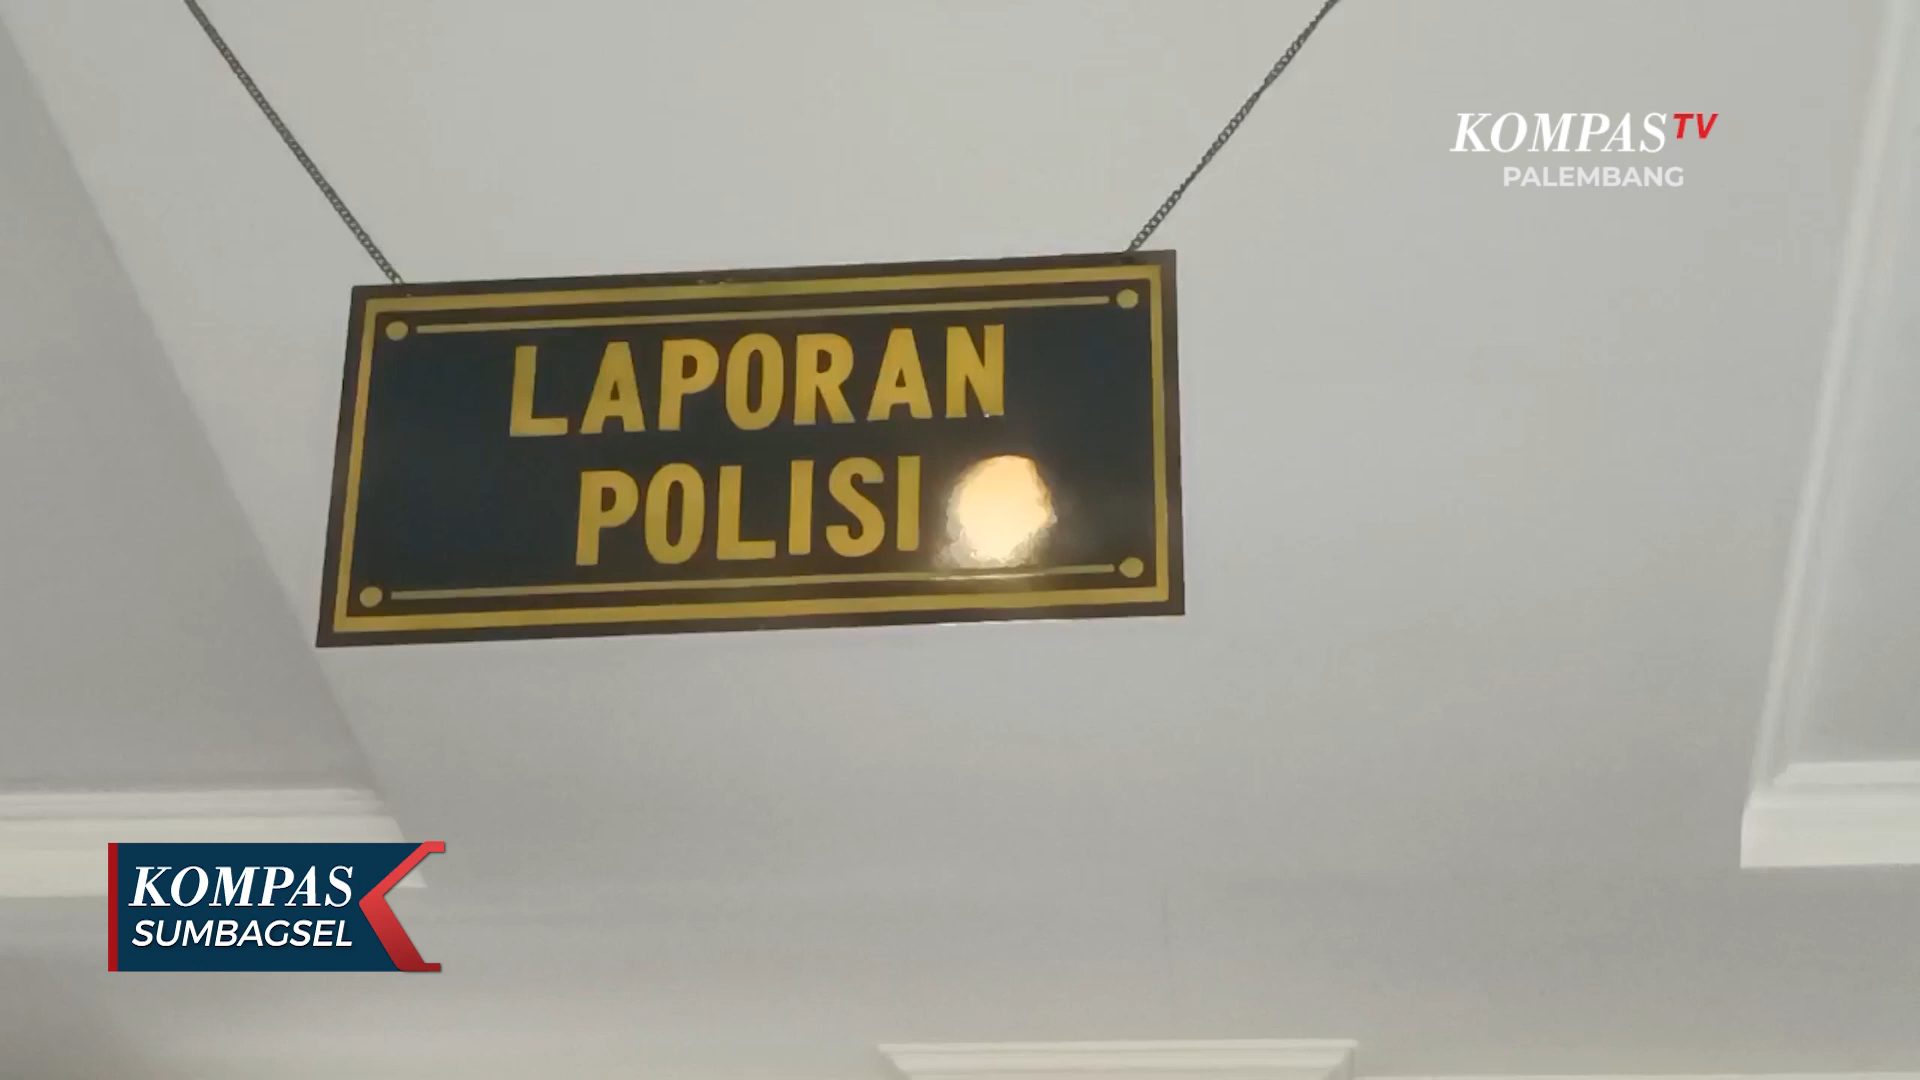 KOMPAS TV
PALEMBANG
LAPORAN
POLISI
KOMPAS
SUMBAGSEL